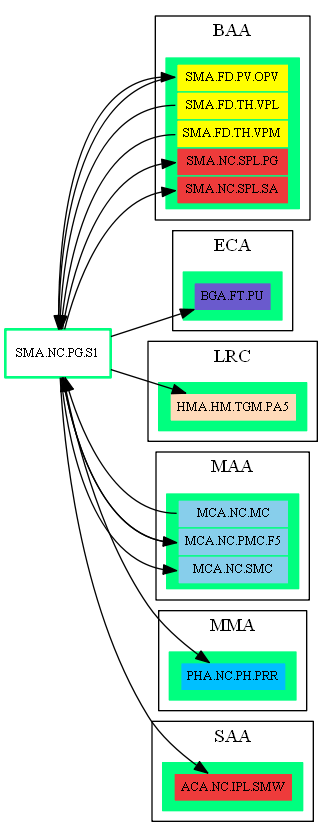 BAA
SMA.FD.PV.OPV
SMA.FD.TH.VPL
SMA.FD.TH.VPM
SMA.NC.SPL.PG
SMA.NC.SPL.SA
ECA
BGA.FT.PU
SMA.NC.PG.S1
LRC
HMA.HM.TGM.PA5
MAA
MCA.NC.MC
MCA.NC.PMC.F5
MCA.NC.SMC
MMA
PHA.NC.PH.PRR
SAA
ACA.NC.IPL.SMW